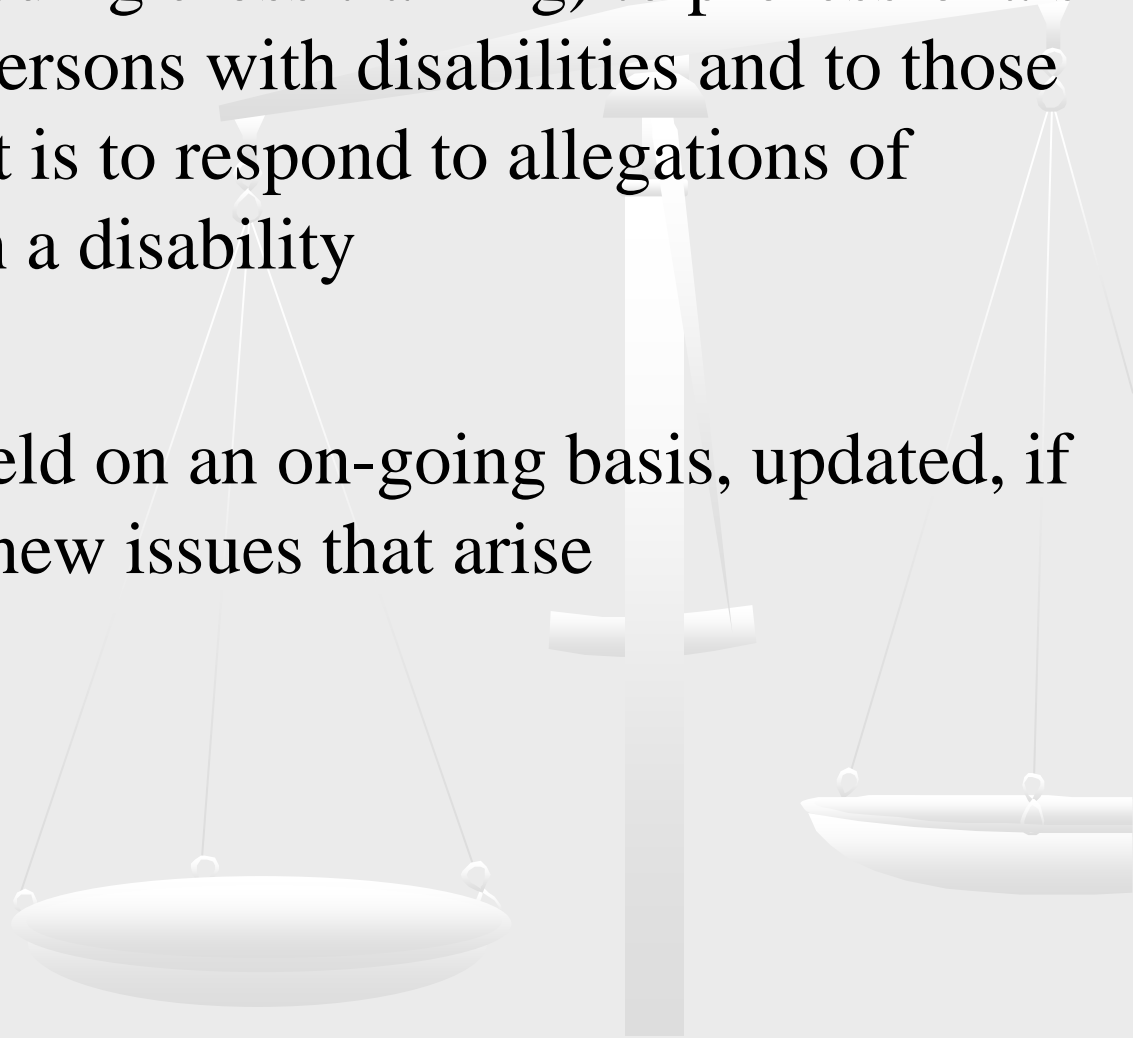 ersons with disabilities and to those
t is to respond to allegations of
a disability
eld on an on-going basis, updated, if
new issues that arise